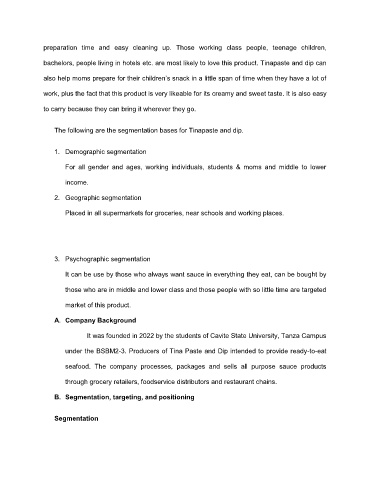 preparation time and easy cleaning up. Those working class people, teenage children,
bachelors, people living in hotels etc. are most likely to love this product. Tinapaste and dip can
also help moms prepare for their children's snack in a little span of time when they have a lot of
work, plus the fact that this product is very likeable for its creamy and sweet taste. It is also easy
to carry because they can bring it wherever they go.
The following are the segmentation bases for Tinapaste and dip.
1. Demographic segmentation
For all gender and ages, working individuals, students & moms and middle to lower
income.
2. Geographic segmentation
Placed in all supermarkets for groceries, near schools and working places.
3. Psychographic segmentation
It can be use by those who always want sauce in everything they eat, can be bought by
those who are in middle and lower class and those people with so little time are targeted
market of this product.
A. Company Background
It was founded in 2022 by the students of Cavite State University, Tanza Campus
under the BSBM2-3. Producers of Tina Paste and Dip intended to provide ready-to-eat
seafood. The company processes, packages and sells all purpose sauce products
through grocery retailers, foodservice distributors and restaurant chains.
B. Segmentation, targeting, and positioning
Segmentation